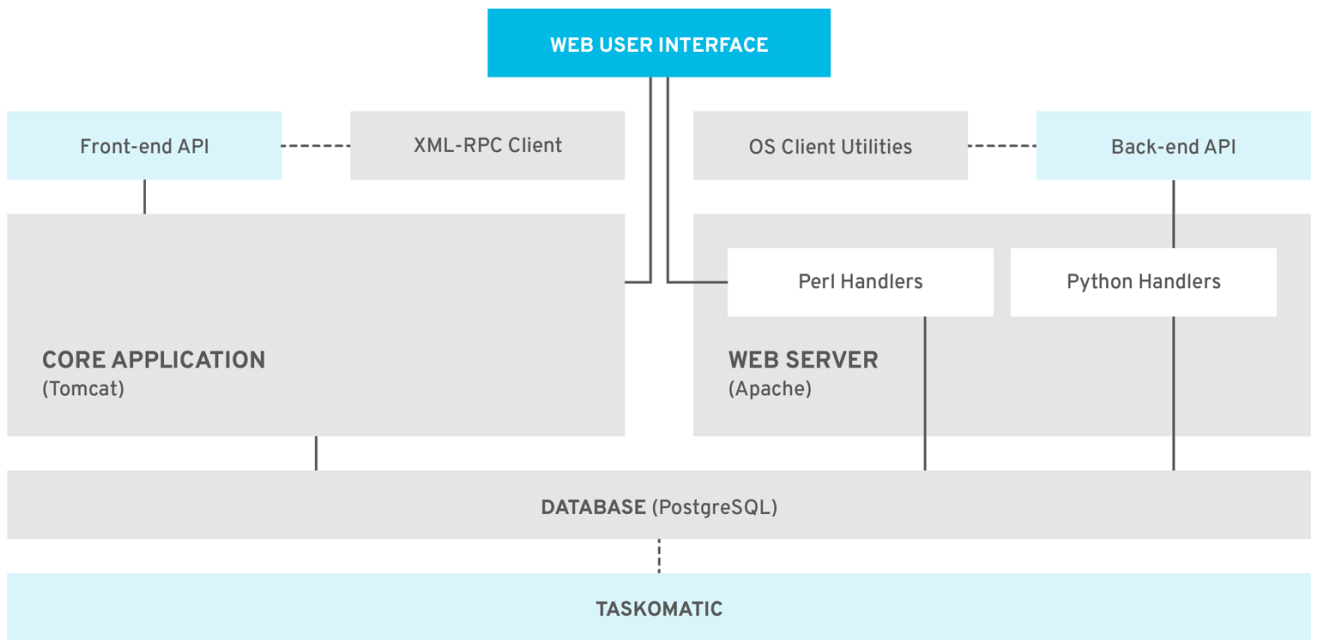 WEB USER INTERFACE
Front-end API
XML-RPC Client
OS Client Utilities
Back-end API
Perl Handlers
Python Handlers
CORE APPLICATION
(Tomcat)
WEB SERVER
(Apache)
DATABASE (PostgreSQL)
TASKOMATIC